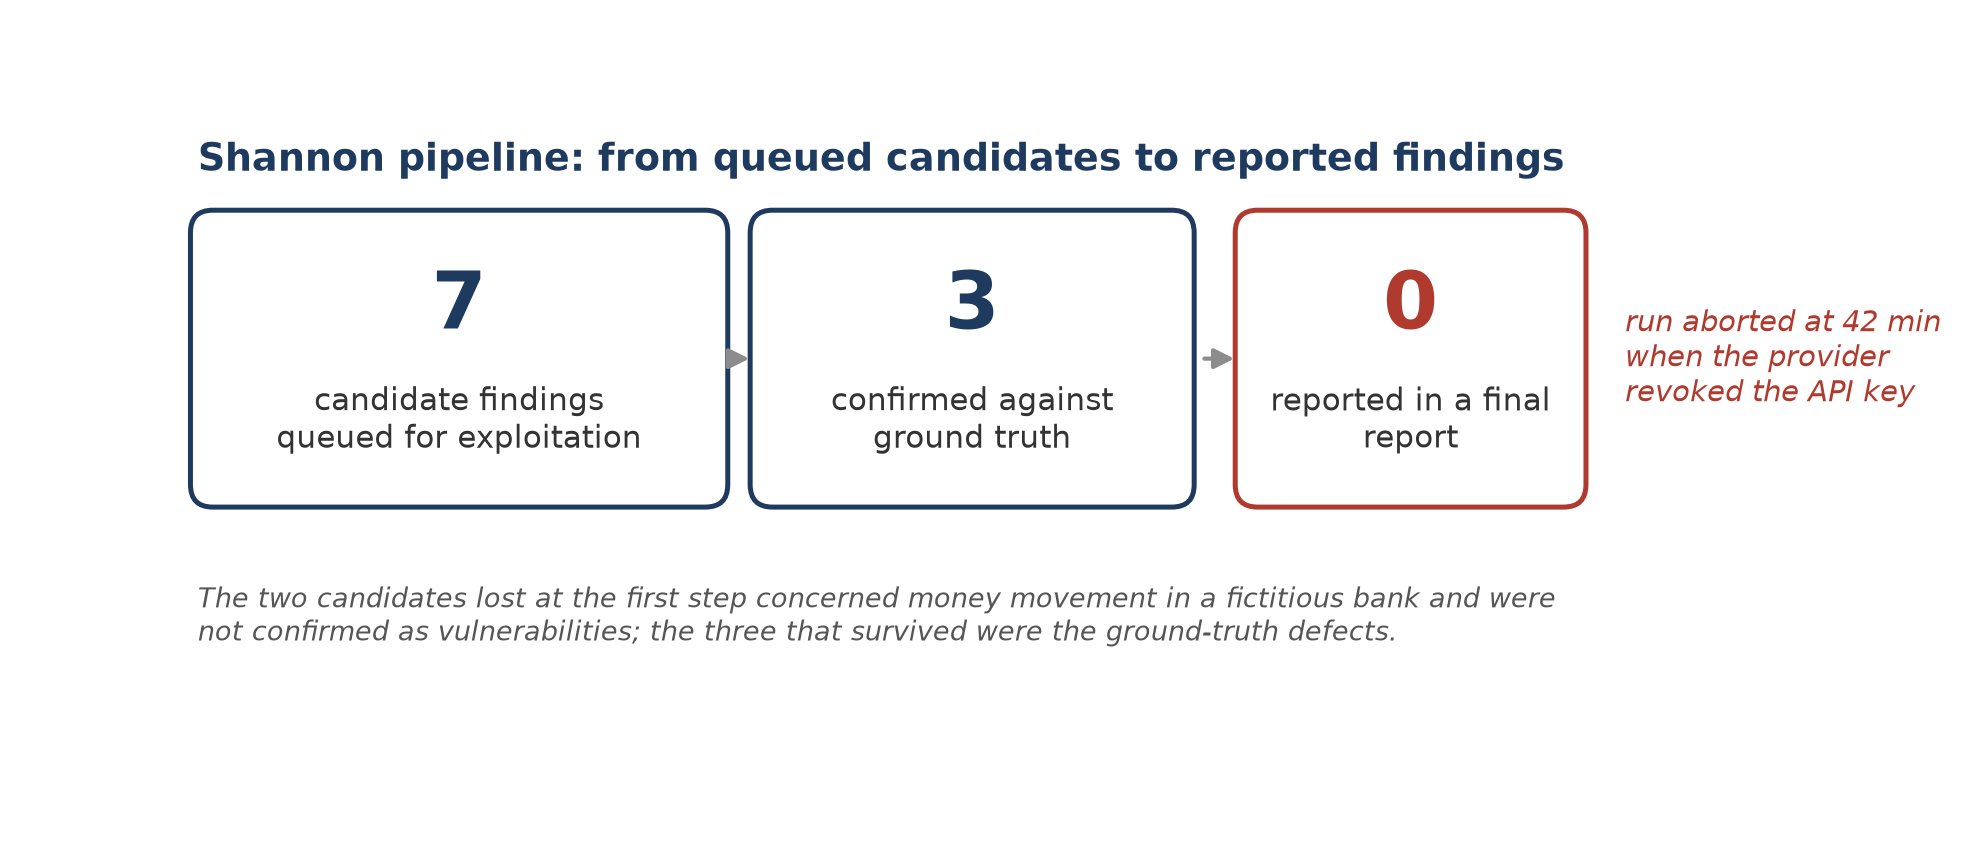 Shannon pipeline: from queued candidates to reported findings
7
candidate findings
queued for exploitation
3
confirmed against
ground truth
0
reported in a final
report
run aborted at 42 min
when the provider
revoked the API key
The two candidates lost at the first step concerned money movement in a fictitious bank and were
not confirmed as vulnerabilities; the three that survived were the ground-truth defects.